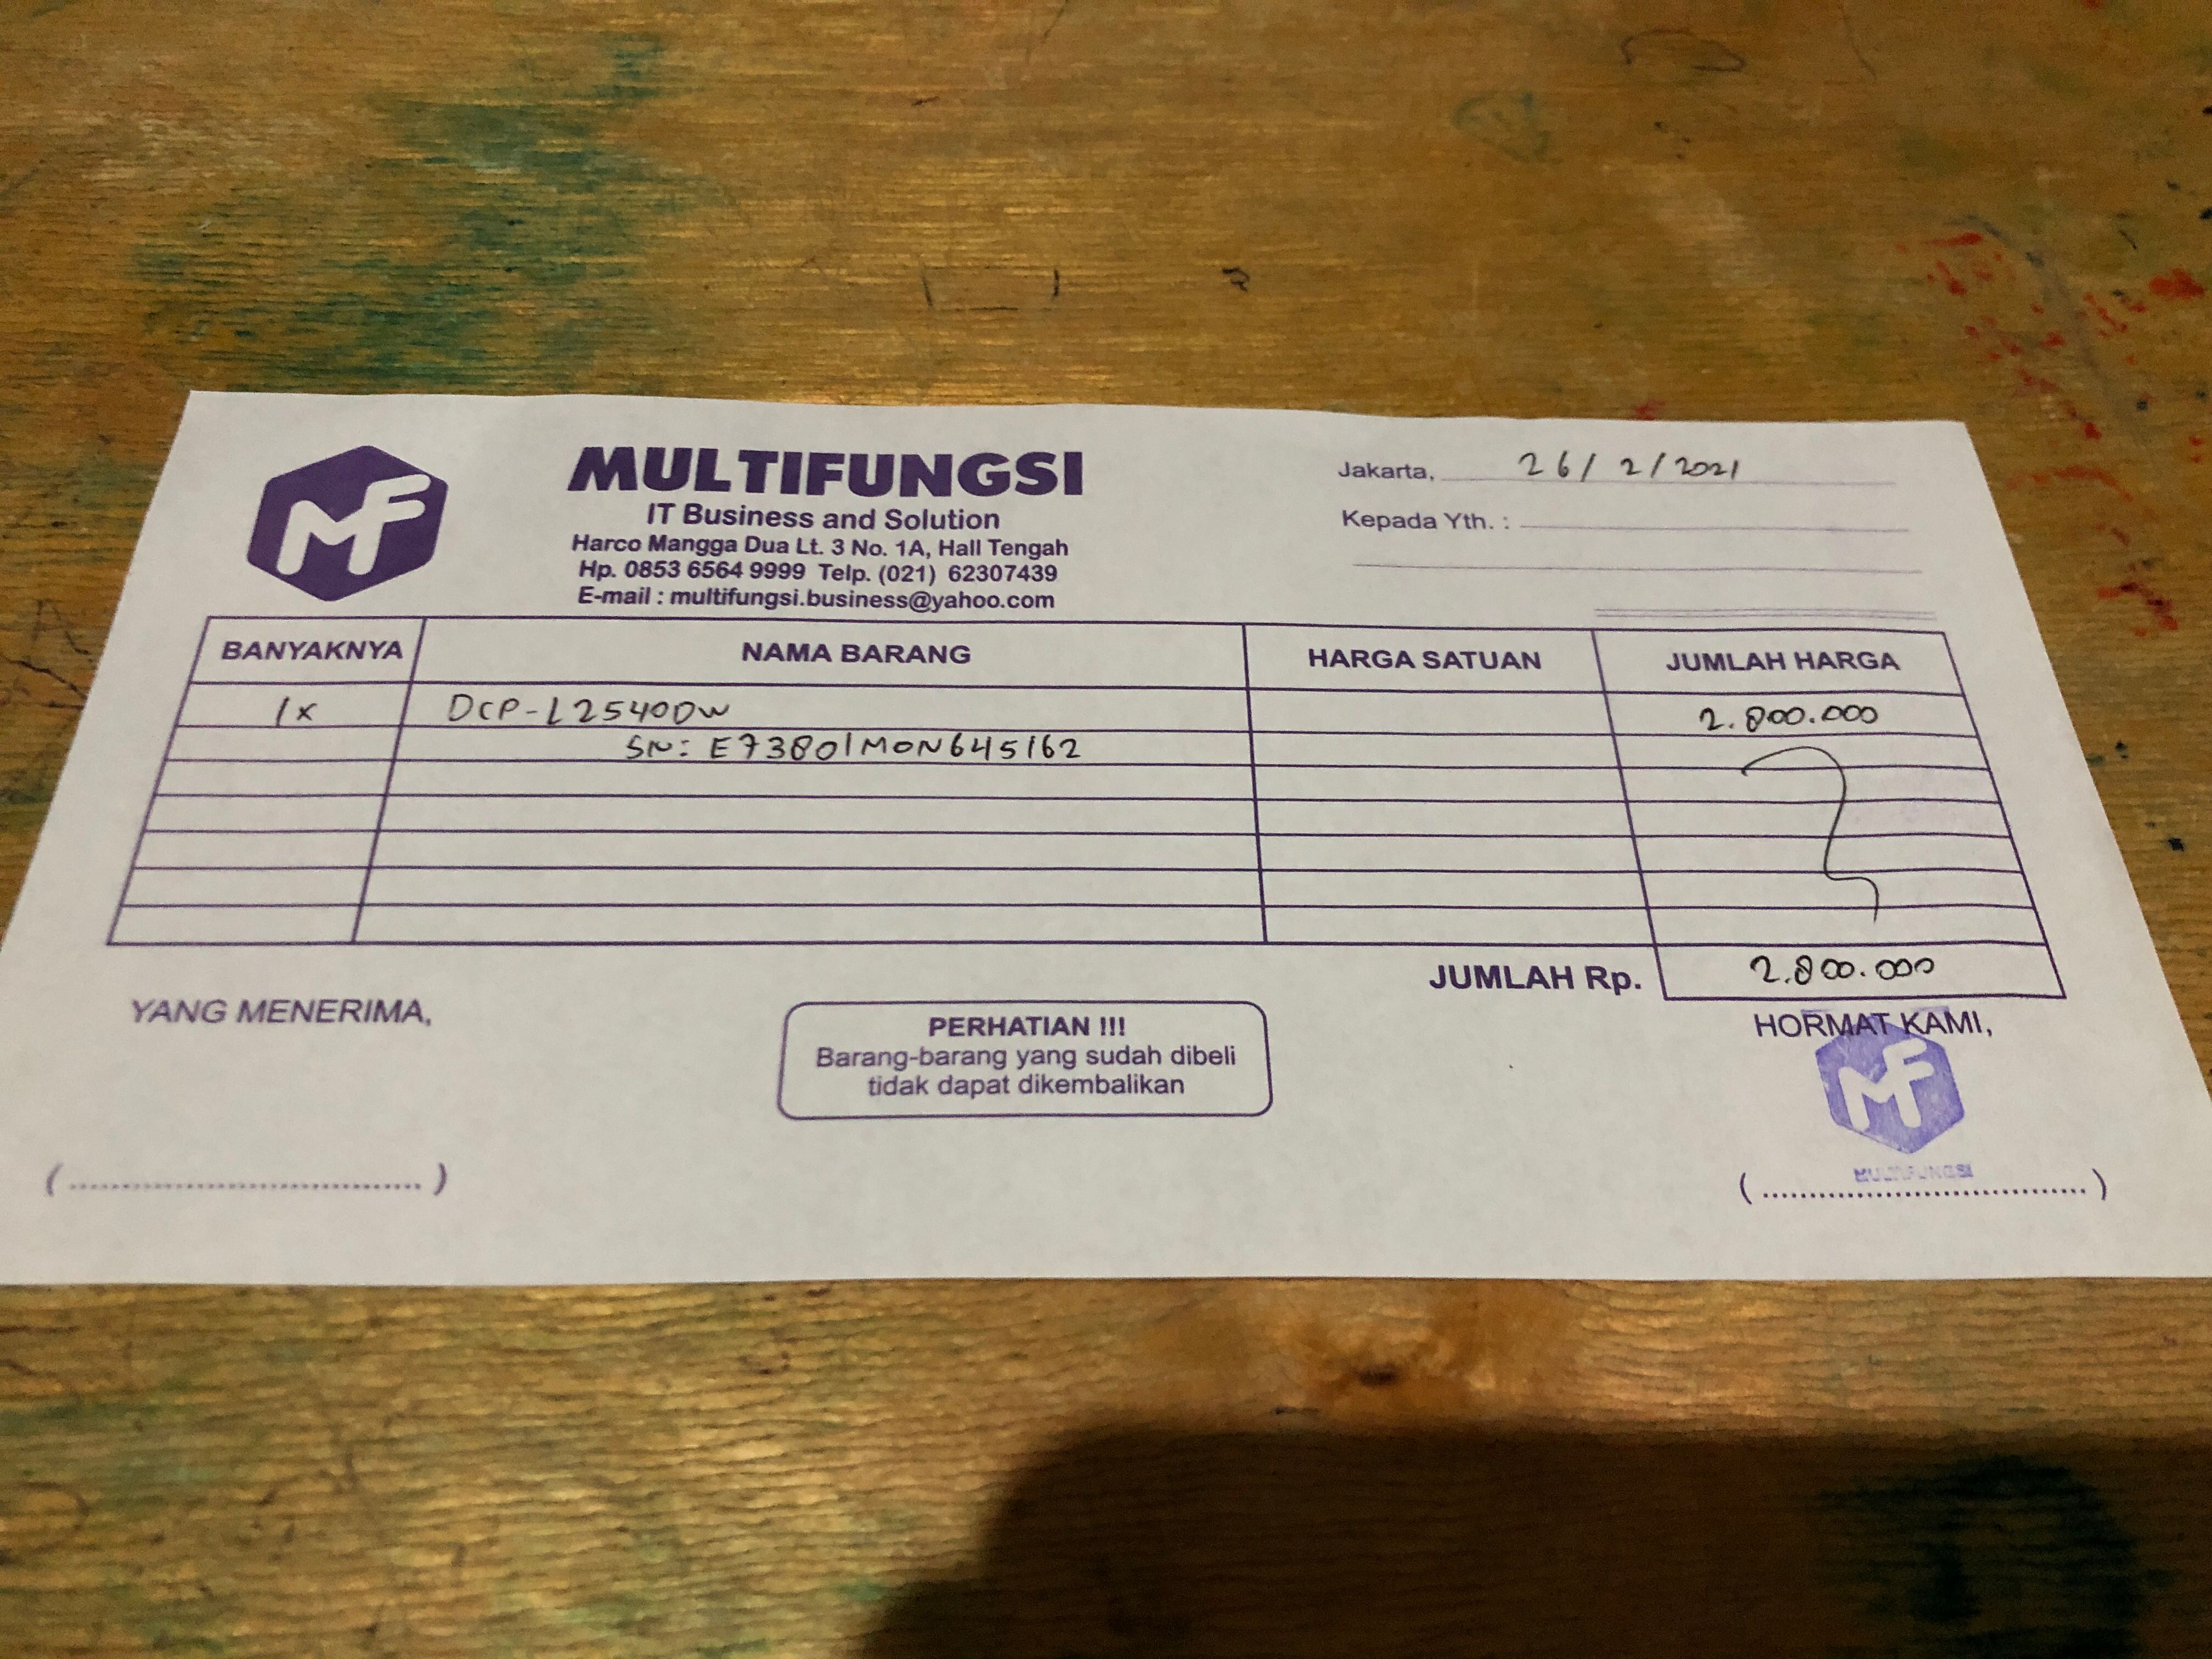 MF
MULTIFUNGSI
IT Business and Solution
Harco Mangga Dua Lt. 3 No. 1A, Hall Tengah
Hp. 0853 6564 9999 Telp. (021) 62307439
E-mail : multifungsi.business@yahoo.com
Jakarta, 26/2/2021
Kepada Yth. :
BANYAKNYA NAMA BARANG HARGA SATUAN JUMLAH HARGA
1x DCP-L2540DW 2.800.000
SN: E73801M0N645162
JUMLAH Rp. 2.800.000
YANG MENERIMA,
PERHATIAN !!!
Barang-barang yang sudah dibeli
tidak dapat dikembalikan
HORMAT KAMI,
MF
MULTIFUNGSI
(....................................)
(....................................)